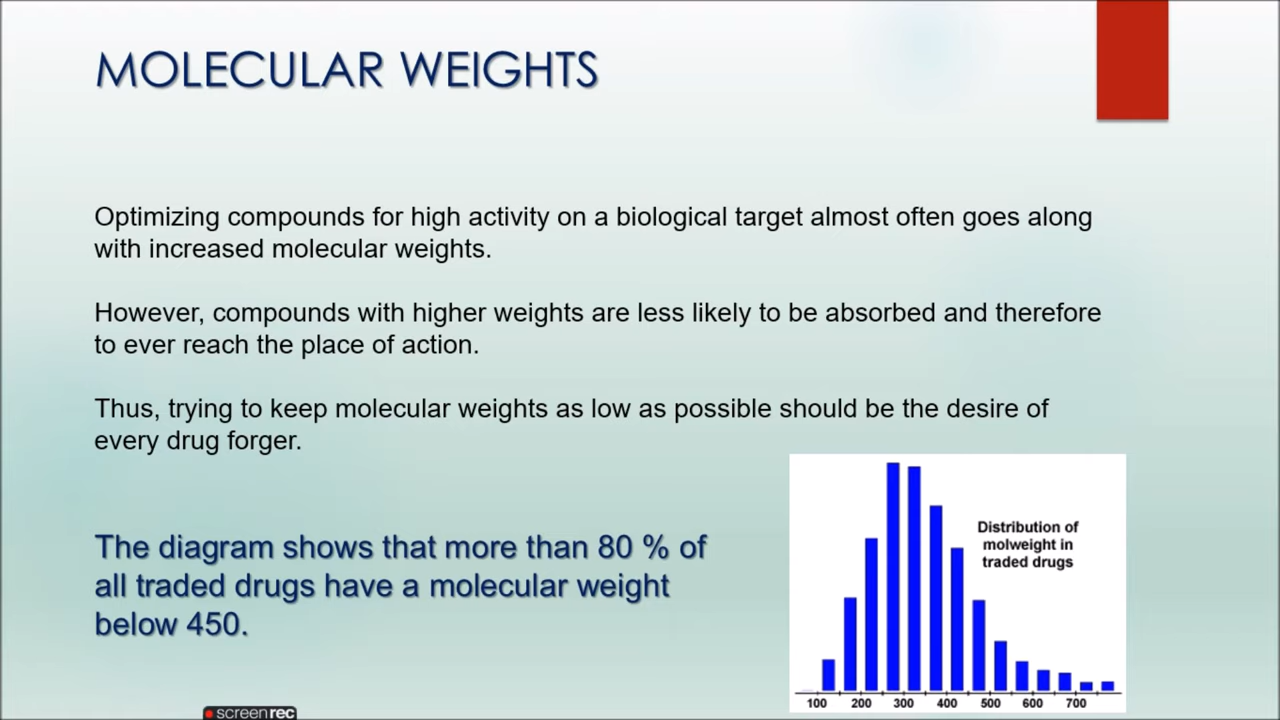 MOLECULAR WEIGHTS
Optimizing compounds for high activity on a biological target almost often goes along
with increased molecular weights.
However, compounds with higher weights are less likely to be absorbed and therefore
to ever reach the place of action.
Thus, trying to keep molecular weights as low as possible should be the desire of
every drug forger.
The diagram shows that more than 80 % of
all traded drugs have a molecular weight
below 450.
Distribution of
molweight in
traded drugs
100 200 300 400 500 600 700
screenrec